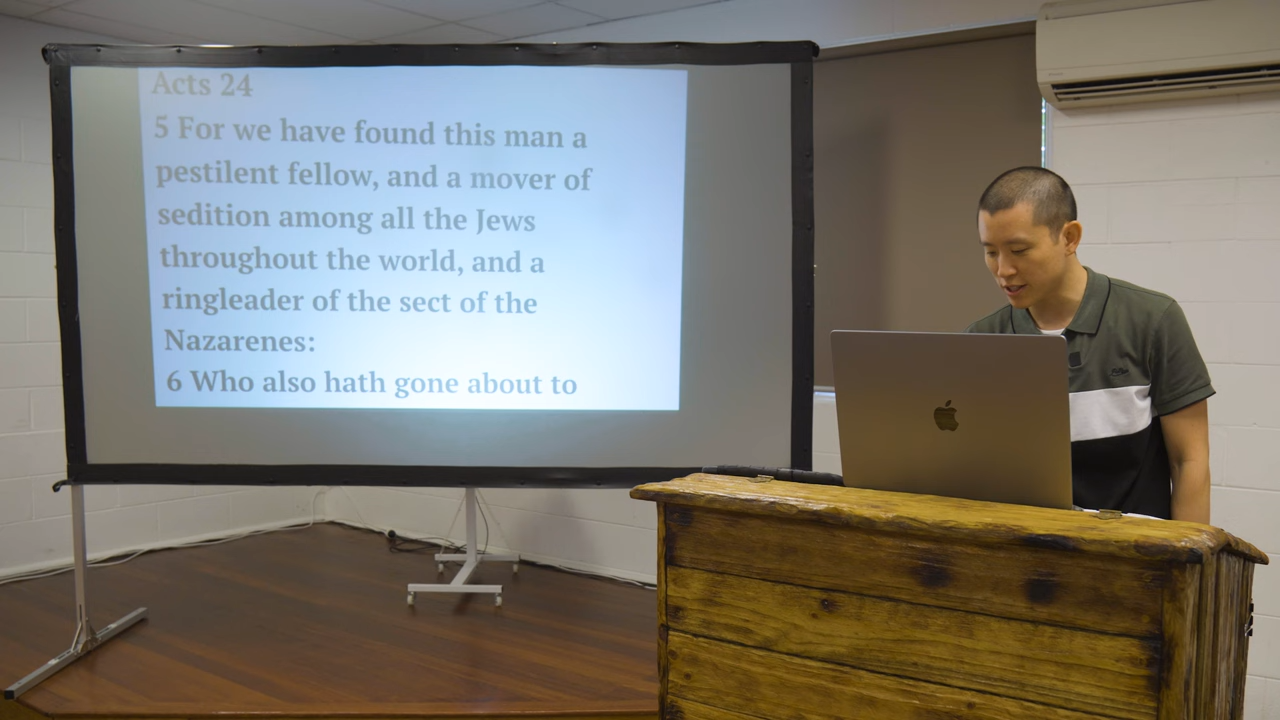 Acts 24
5 For we have found this man a
pestilent fellow, and a mover of
sedition among all the Jews
throughout the world, and a
ringleader of the sect of the
Nazarenes:
6 Who also hath gone about to